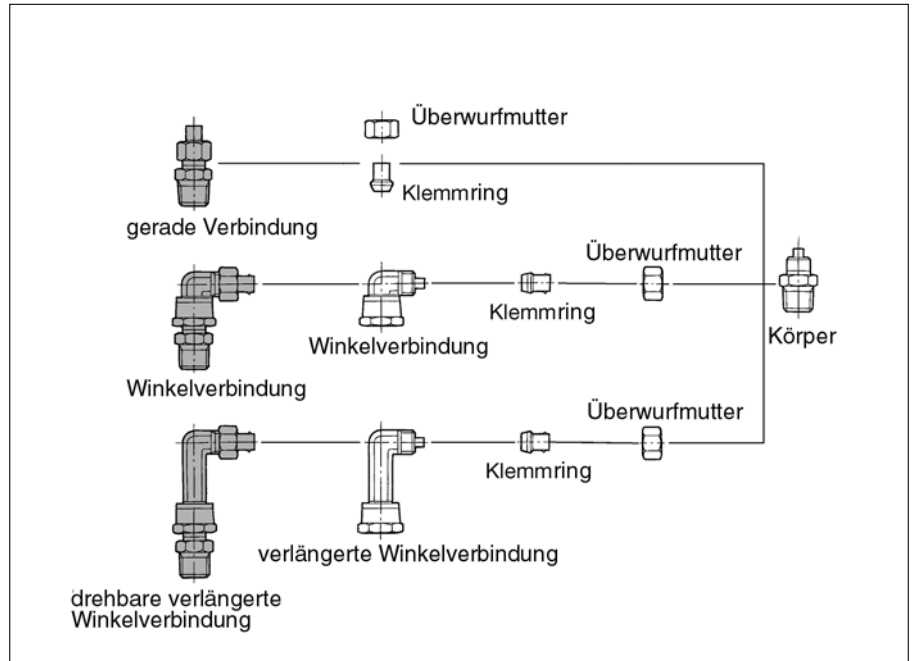 Überwurfmutter
Klemmring
gerade Verbindung
Überwurfmutter
Klemmring
Körper
Winkelverbindung
Winkelverbindung
Überwurfmutter
Klemmring
verlängerte Winkelverbindung
drehbare verlängerte
Winkelverbindung